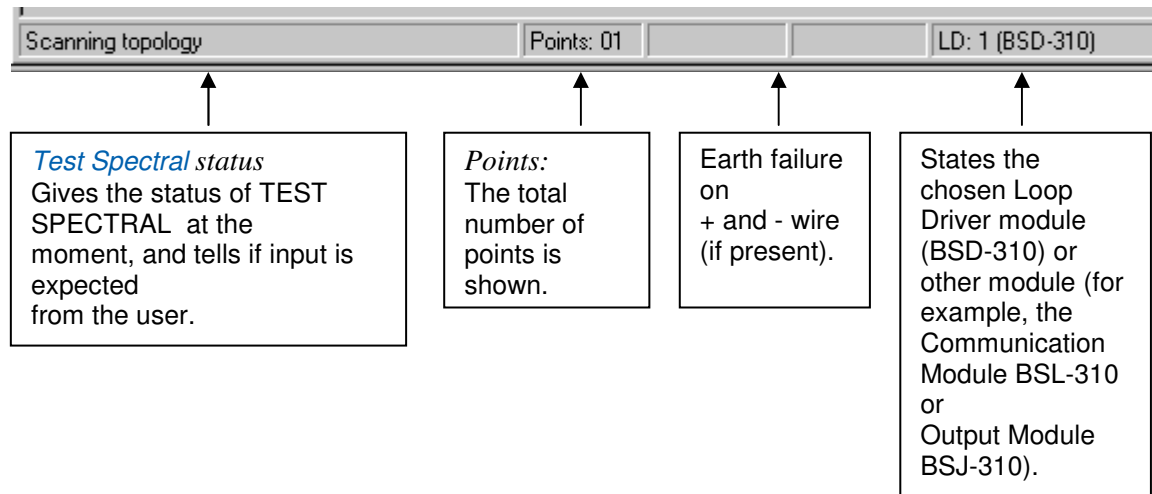 Scanning topology
Points: 01
LD: 1 (BSD-310)
Test Spectral status
Gives the status of TEST
SPECTRAL at the
moment, and tells if input is
expected
from the user.
Points:
The total
number of
points is
shown.
Earth failure
on
+ and - wire
(if present).
States the
chosen Loop
Driver module
(BSD-310) or
other module (for
example, the
Communication
Module BSL-310
or
Output Module
BSJ-310).